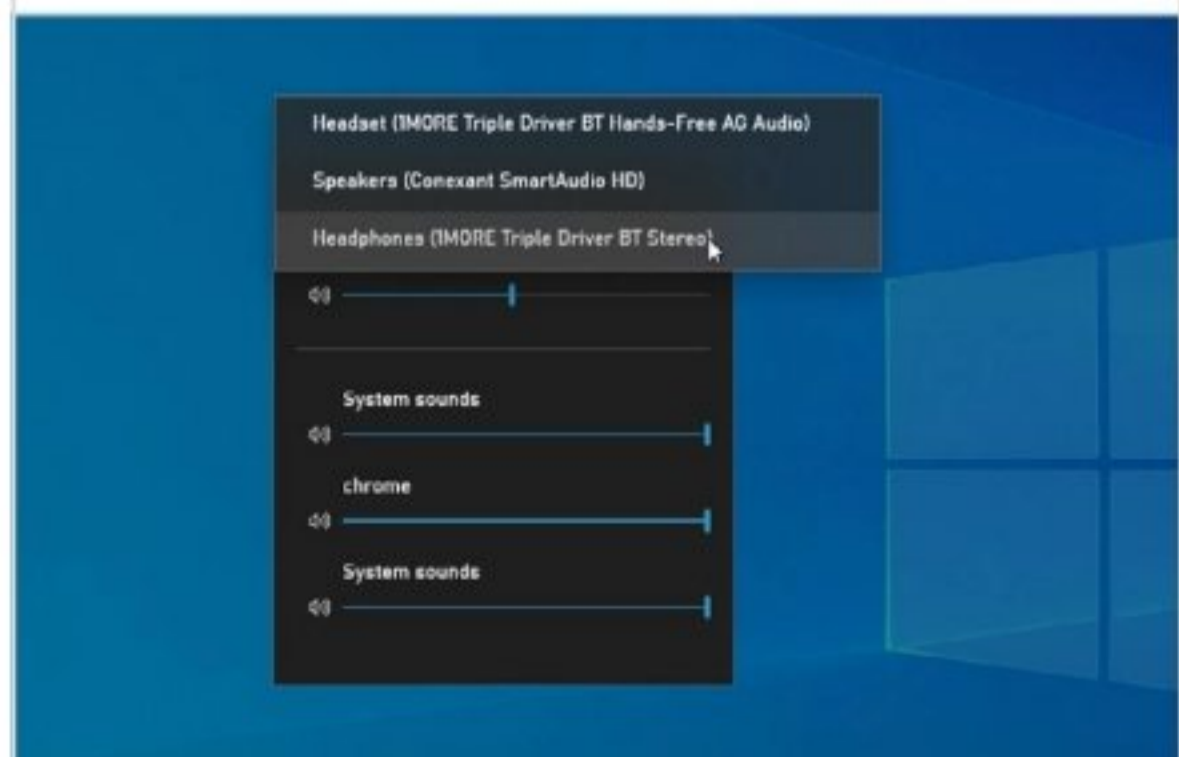 Headset (1MORE Triple Driver BT Hands-Free AG Audio)
Speakers (Conexant SmartAudio HD)
Headphones (1MORE Triple Driver BT Stereo)
System sounds
chrome
System sounds